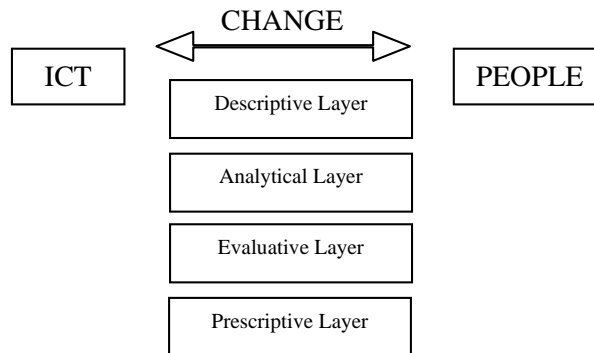 CHANGE
ICT
PEOPLE
Descriptive Layer
Analytical Layer
Evaluative Layer
Prescriptive Layer